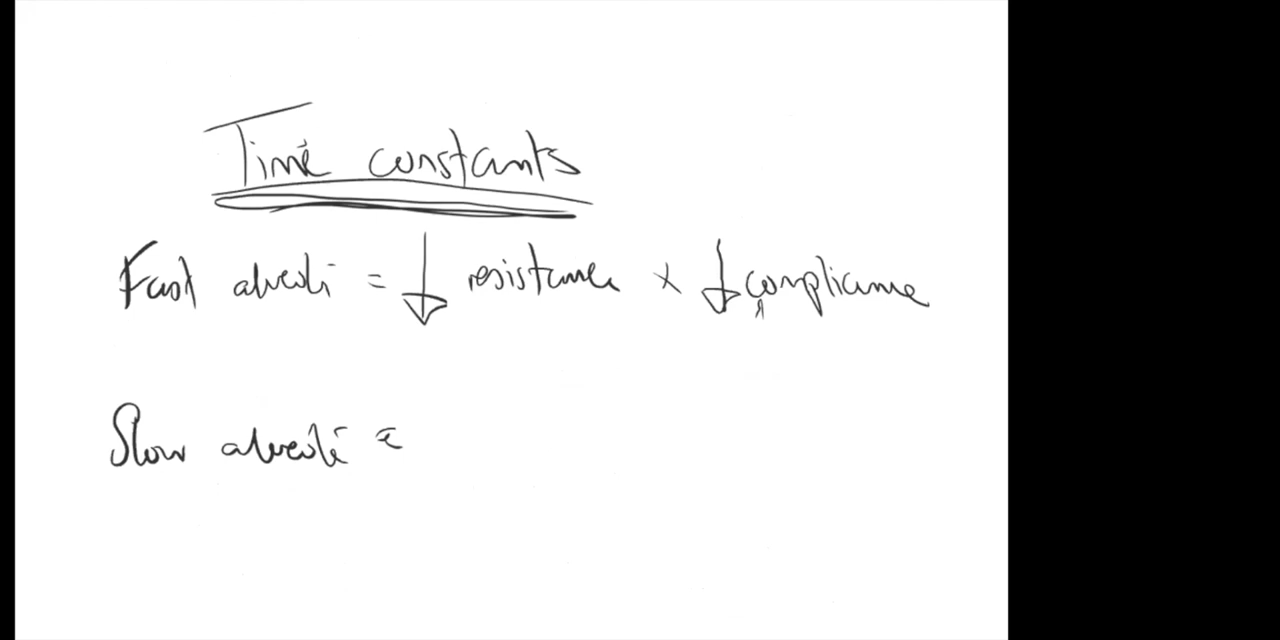 Time constants
Fast alveoli = ↓ resistance x ↓ compliance
Slow alveoli =